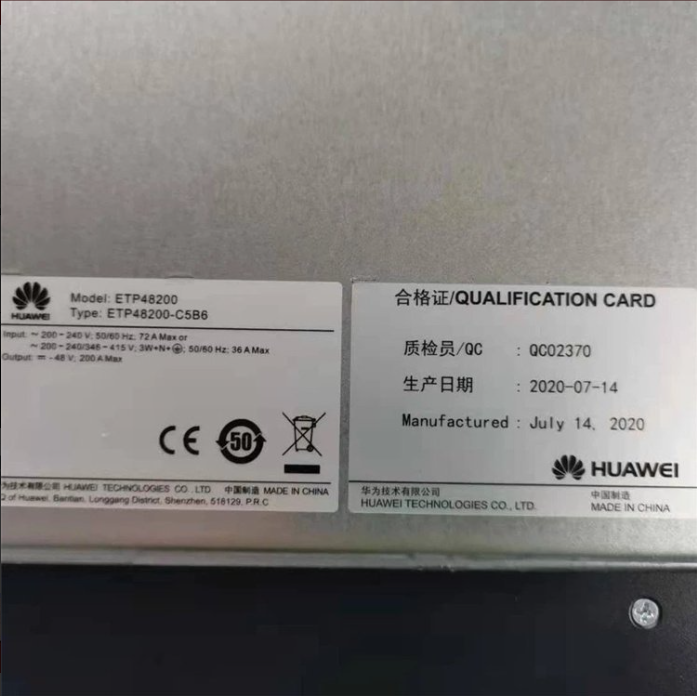 HUAWEI
Model: ETP48200
Type: ETP48200-C5B6
Input: ~ 200-240 V; 50/60 Hz; 72 A Max or
~ 200-240/346-415 V; 3W+N+⏚; 50/60 Hz; 36 A Max
Output: ⎓ -48 V; 200 A Max
CE
50
为技术有限公司 HUAWEI TECHNOLOGIES CO., LTD. 中国制造 MADE IN CHINA
2 of Huawei, Bantian, Longgang District, Shenzhen, 518129, P.R.C
合格证/QUALIFICATION CARD
质检员/QC : QC02370
生产日期 : 2020-07-14
Manufactured : July 14, 2020
HUAWEI
华为技术有限公司 中国制造
HUAWEI TECHNOLOGIES CO., LTD. MADE IN CHINA